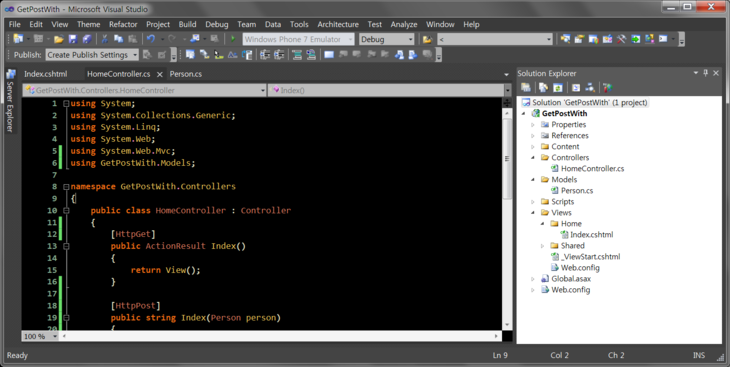 GetPostWith - Microsoft Visual Studio
File Edit View Theme Refactor Project Build Debug Team Data Tools Architecture Test Analyze Window Help
Windows Phone 7 Emulator Debug <
Publish: Create Publish Settings
Server Explorer
Index.cshtml HomeController.cs Person.cs
GetPostWith.Controllers.HomeController Index()
1 using System;
2 using System.Collections.Generic;
3 using System.Linq;
4 using System.Web;
5 using System.Web.Mvc;
6 using GetPostWith.Models;
7
8 namespace GetPostWith.Controllers
9 {
10 public class HomeController : Controller
11 {
12 [HttpGet]
13 public ActionResult Index()
14 {
15 return View();
16 }
17
18 [HttpPost]
19 public string Index(Person person)
20 {
100 %
Solution Explorer
Solution 'GetPostWith' (1 project)
GetPostWith
Properties
References
Content
Controllers
HomeController.cs
Models
Person.cs
Scripts
Views
Home
Index.cshtml
Shared
_ViewStart.cshtml
Web.config
Global.asax
Web.config
Ready Ln 9 Col 2 Ch 2 INS